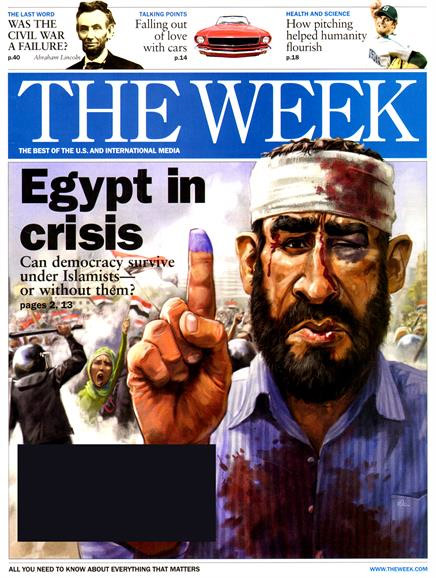 THE LAST WORD
WAS THE
CIVIL WAR
A FAILURE?
p.40
Abraham Lincoln
TALKING POINTS
Falling out
of love
with cars
p.14
HEALTH AND SCIENCE
How pitching
helped humanity
flourish
p.18
THE WEEK
THE BEST OF THE U.S. AND INTERNATIONAL MEDIA
Egypt in
crisis
Can democracy survive
under Islamists—
or without them?
pages 2, 13
ALL YOU NEED TO KNOW ABOUT EVERYTHING THAT MATTERS
WWW.THEWEEK.COM